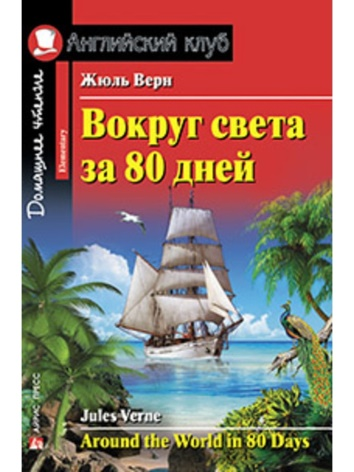 Английский клуб
Домашнее чтение
Elementary
Жюль Верн
Вокруг света
за 80 дней
Jules Verne
Around the World in 80 Days
АЙРИС ПРЕСС